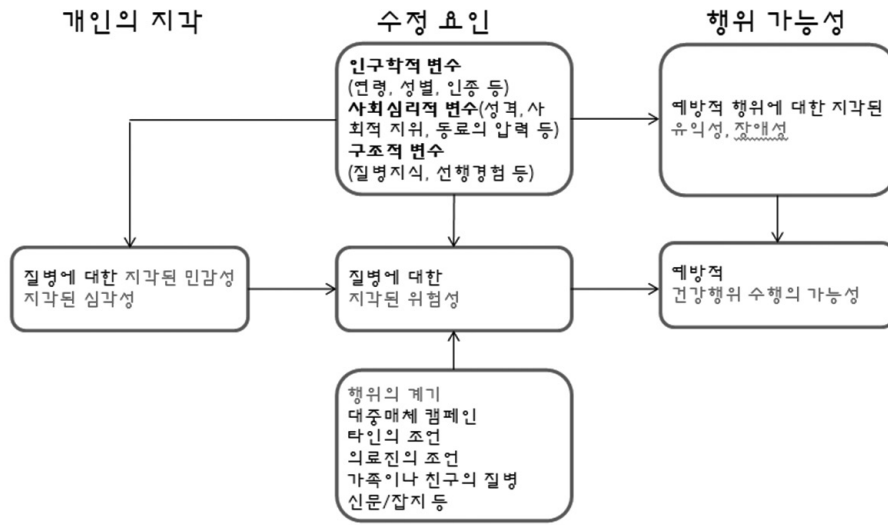 개인의 지각
수정 요인
행위 가능성
인구학적 변수
(연령, 성별, 인종 등)
사회심리적 변수(성격, 사
회적 지위, 동료의 압력 등)
구조적 변수
(질병지식, 선행경험 등)
예방적 행위에 대한 지각된
유익성, 장애성
질병에 대한 지각된 민감성
지각된 심각성
질병에 대한
지각된 위험성
예방적
건강행위 수행의 가능성
행위의 계기
대중매체 캠페인
타인의 조언
의료진의 조언
가족이나 친구의 질병
신문/잡지 등